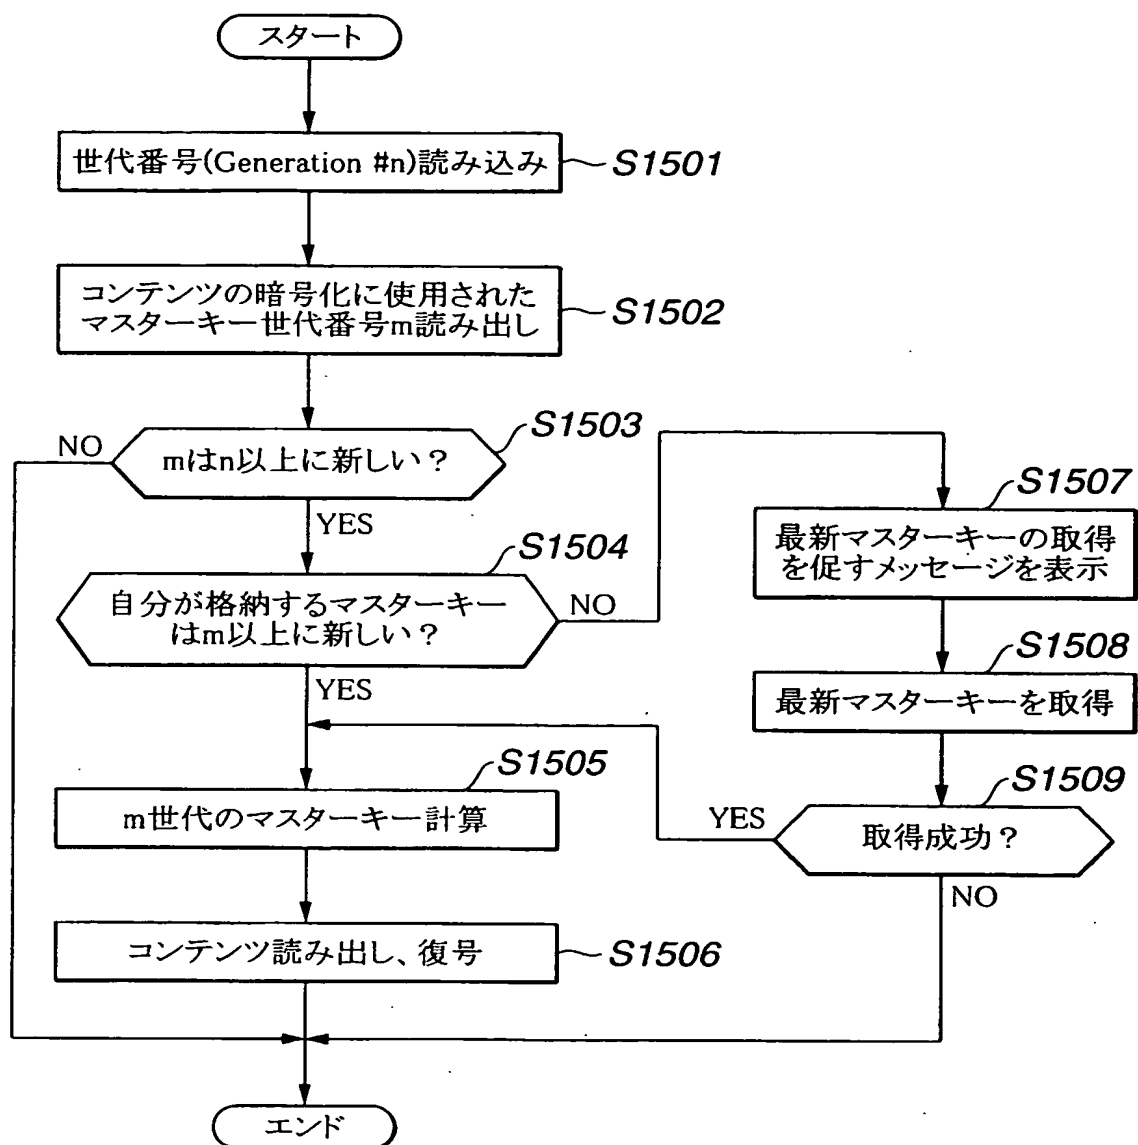 スタート
世代番号(Generation #n)読み込み
S1501
コンテンツの暗号化に使用された
マスターキー世代番号m読み出し
S1502
S1503
NO
mはn以上に新しい？
YES
S1504
自分が格納するマスターキー
はm以上に新しい？
NO
YES
S1507
最新マスターキーの取得
を促すメッセージを表示
S1508
最新マスターキーを取得
S1505
m世代のマスターキー計算
S1509
YES
取得成功？
NO
コンテンツ読み出し、復号
S1506
エンド